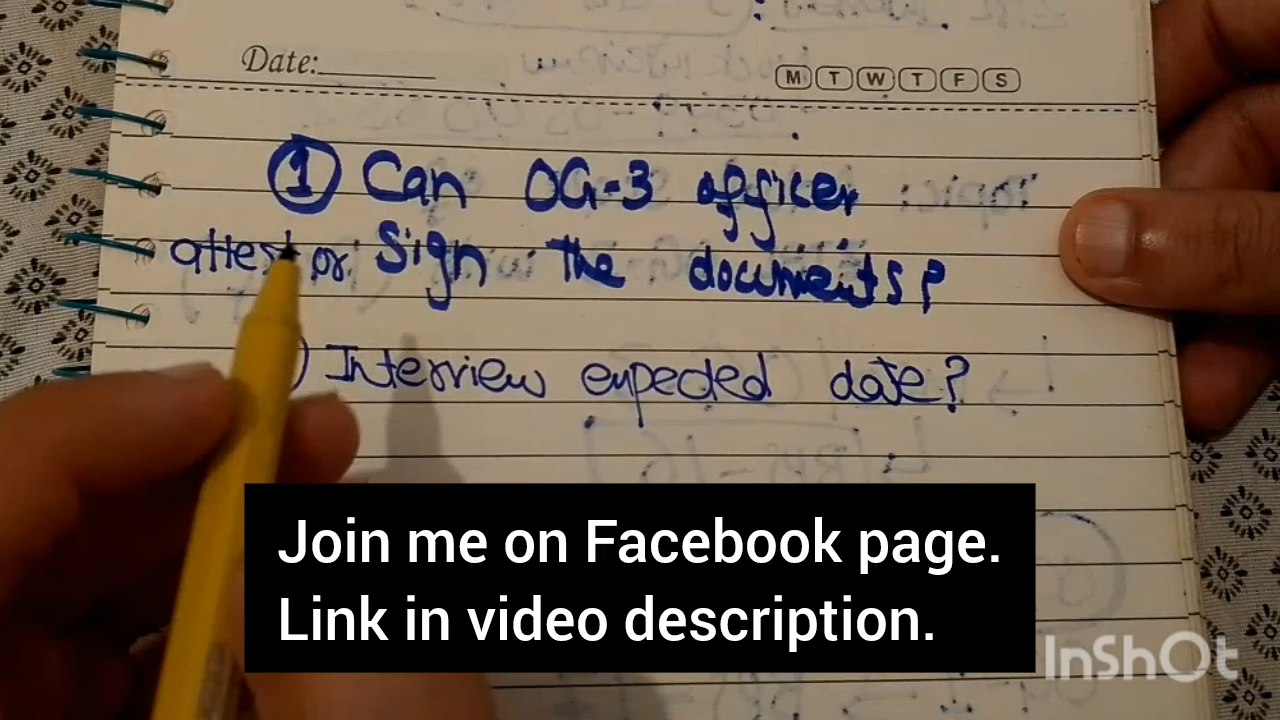 Date:
M T W T F S
1 Can OG-3 officer
attest or Sign the documents?
) Interview expected date?
Join me on Facebook page.
Link in video description.
InShOt